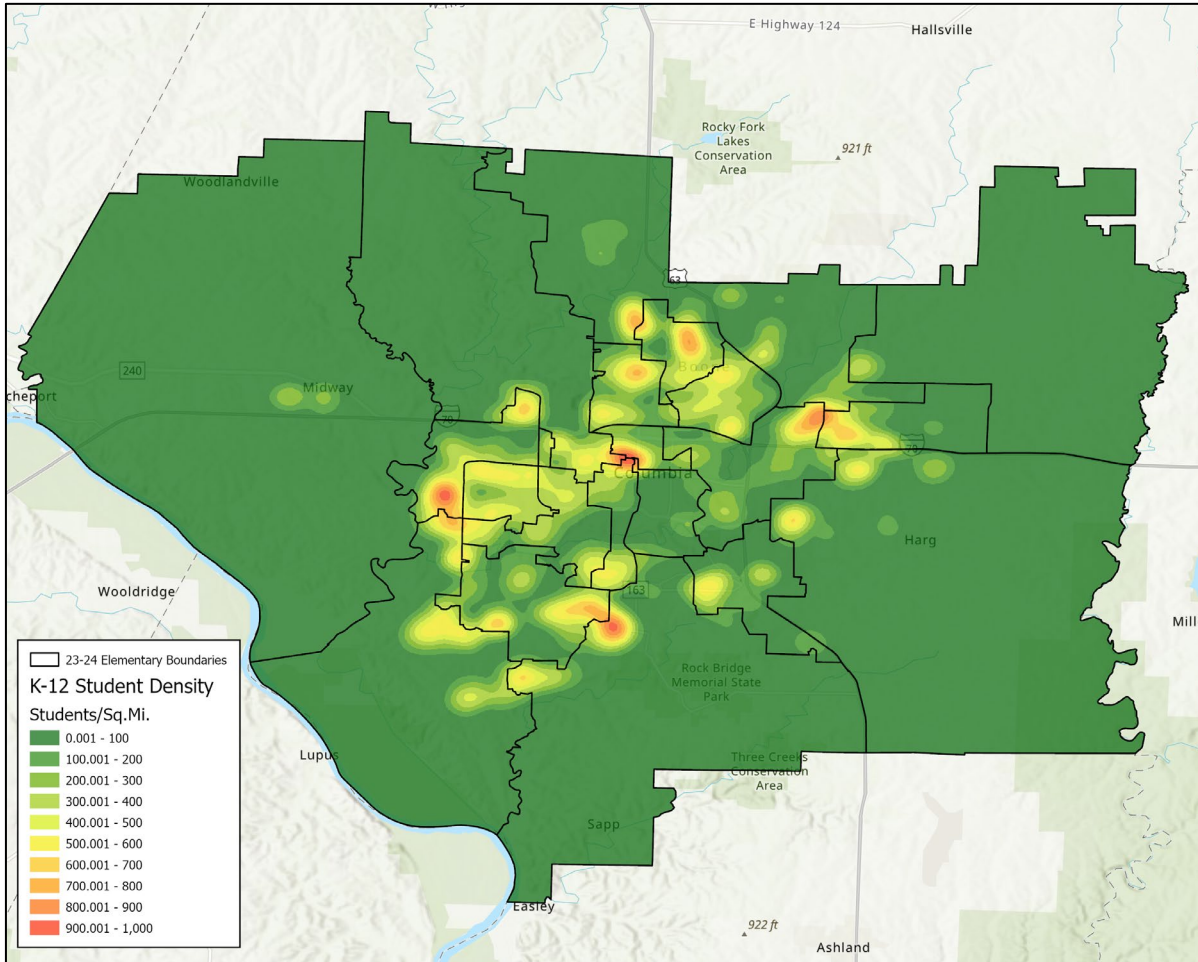 E Highway 124
Hallsville
Rocky Fork
Lakes
Conservation
Area
921 ft
Woodlandville
63
240
Midway
cheport
70
Boone
70
Columbia
Harg
Wooldridge
163
Mill
Rock Bridge
Memorial State
Park
Lupus
Three Creeks
Conservation
Area
Sapp
Easley
922 ft
Ashland
23-24 Elementary Boundaries
K-12 Student Density
Students/Sq.Mi.
0.001 - 100
100.001 - 200
200.001 - 300
300.001 - 400
400.001 - 500
500.001 - 600
600.001 - 700
700.001 - 800
800.001 - 900
900.001 - 1,000